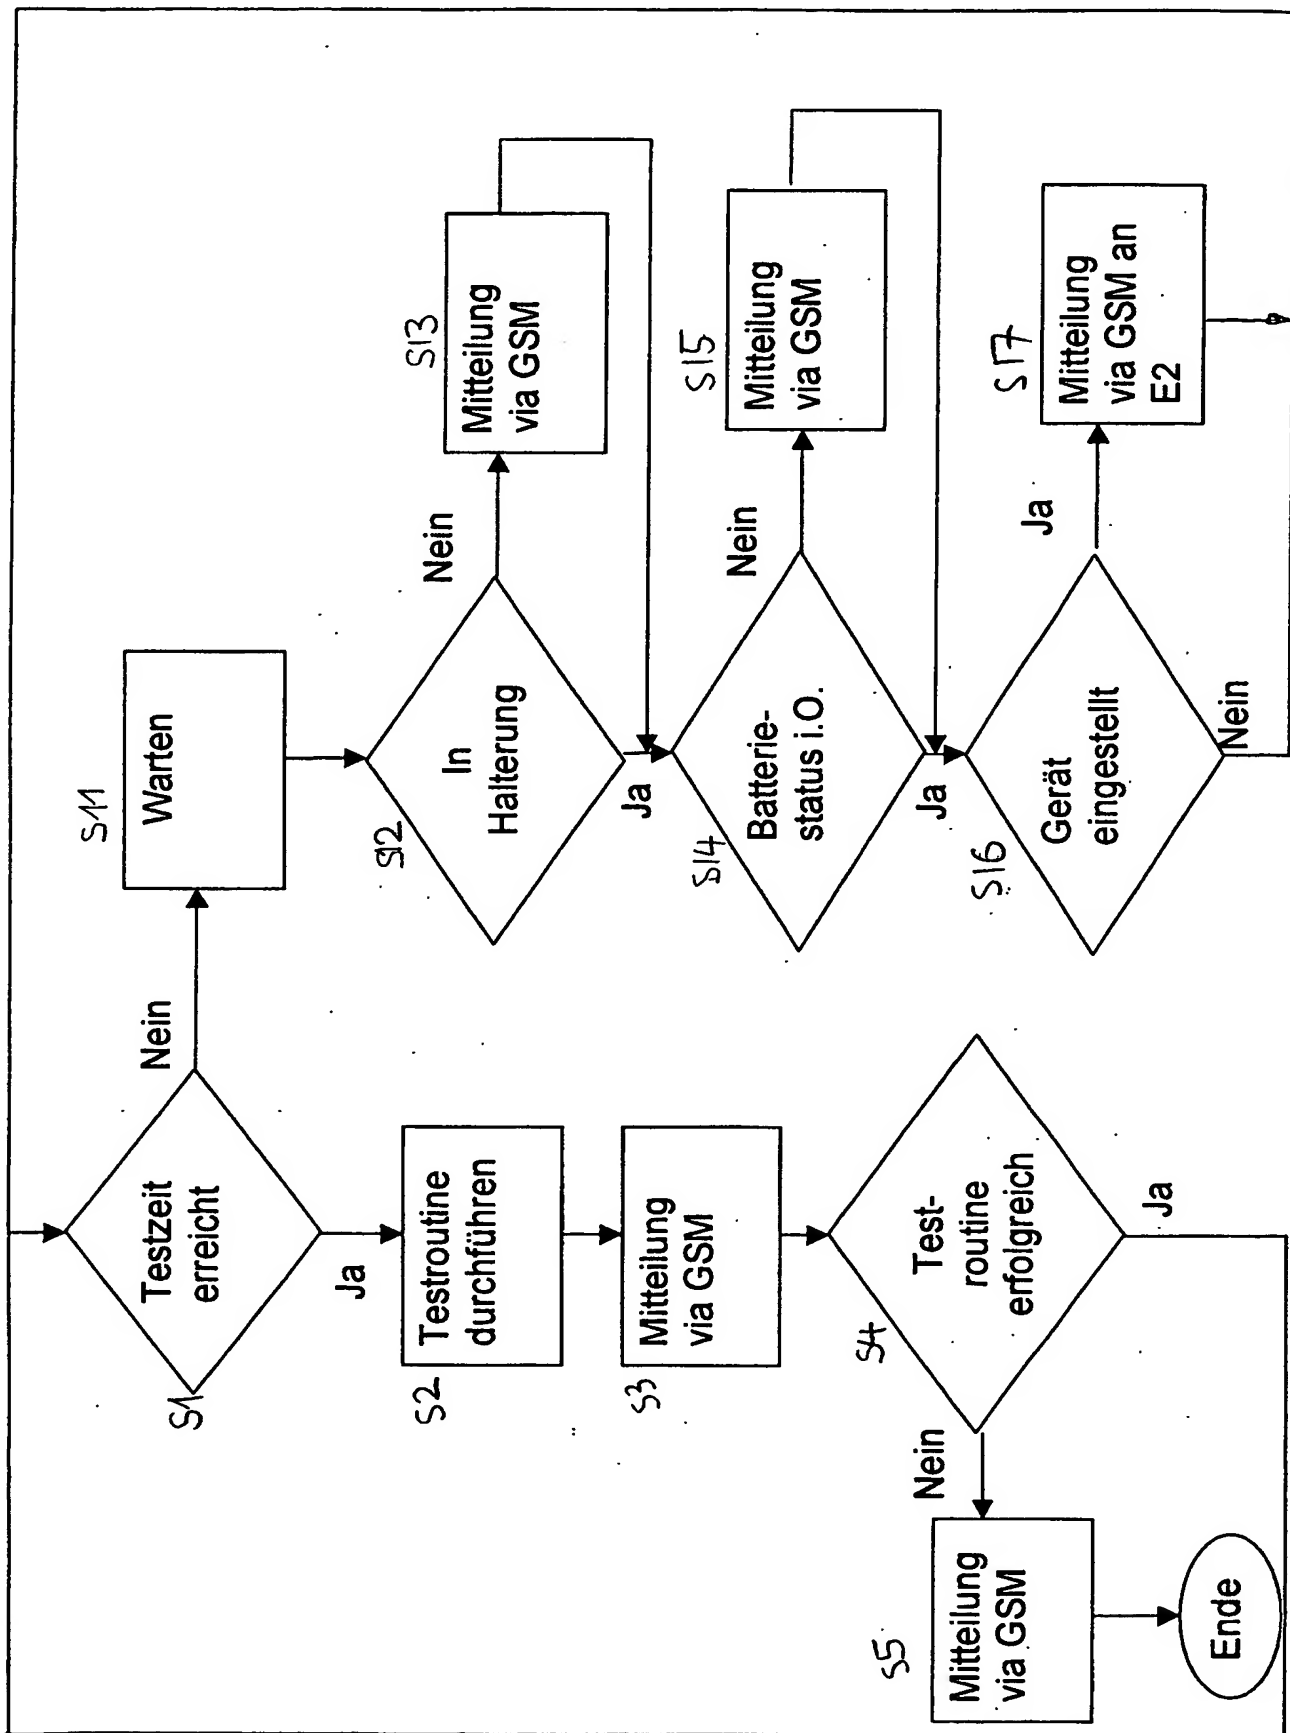 S1
Testzeit
erreicht
Nein
Ja
S11
Warten
S2
Testroutine
durchführen
S3
Mitteilung
via GSM
S4
Test-
routine
erfolgreich
Nein
Ja
S5
Mitteilung
via GSM
Ende
S12
In
Halterung
Nein
Ja
S13
Mitteilung
via GSM
S14
Batterie-
status i.O.
Nein
Ja
S15
Mitteilung
via GSM
S16
Gerät
eingestellt
Ja
Nein
S17
Mitteilung
via GSM an
E2